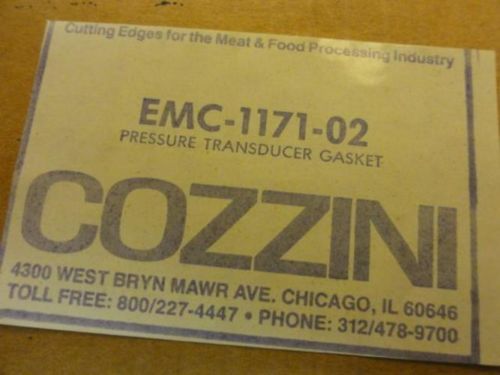 Cutting Edges for the Meat & Food Processing Industry
EMC-1171-02
PRESSURE TRANSDUCER GASKET
COZZINI
4300 WEST BRYN MAWR AVE. CHICAGO, IL 60646
TOLL FREE: 800/227-4447 • PHONE: 312/478-9700